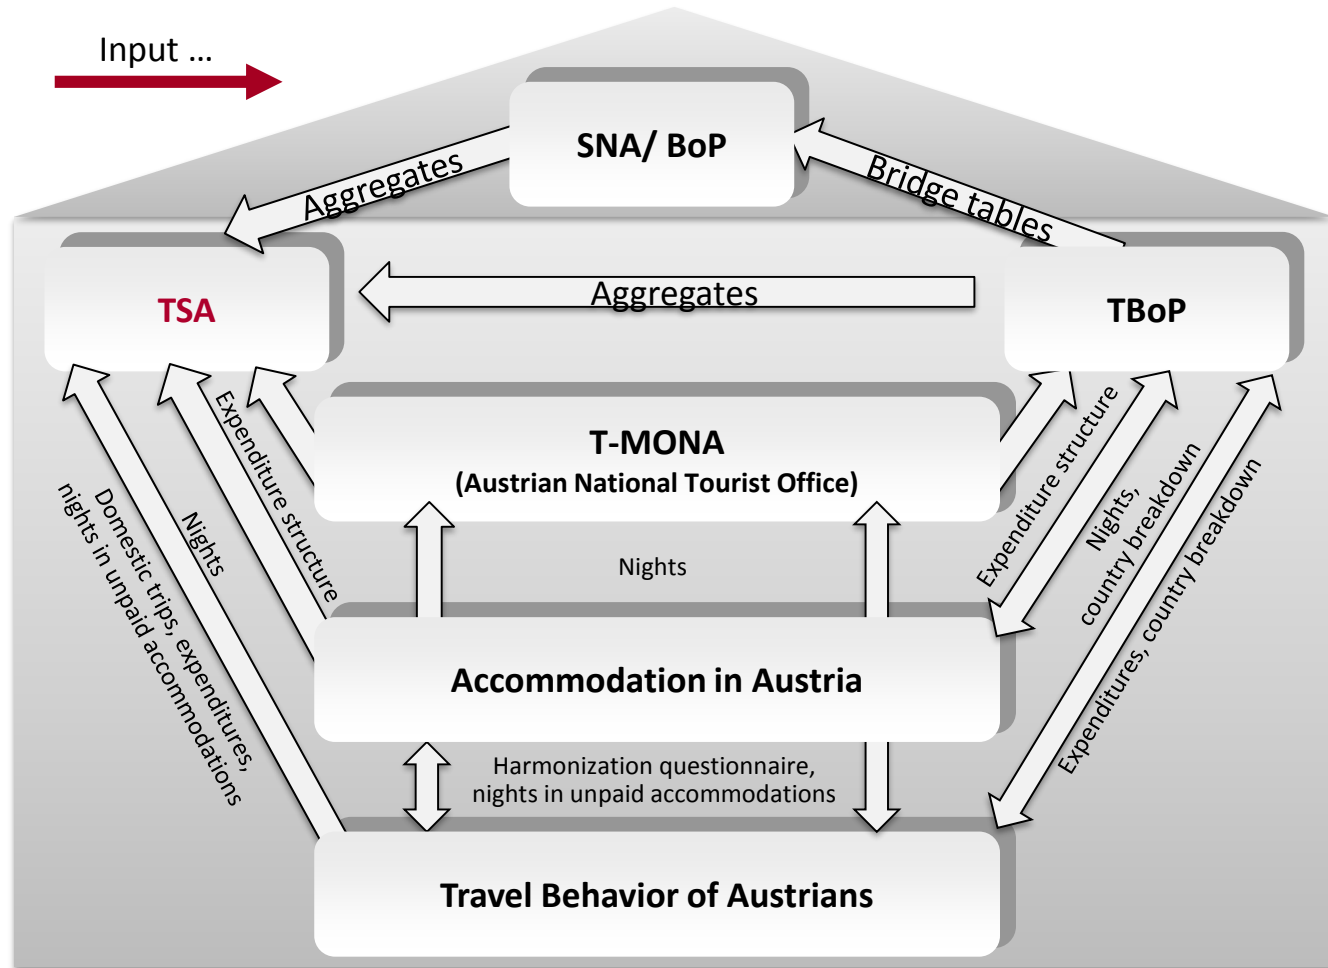 Input ...
SNA/ BoP
Aggregates
Bridge tables
TSA
Aggregates
TBoP
T-MONA
(Austrian National Tourist Office)
Expenditure structure
Nights
Domestic trips, expenditures,
nights in unpaid accommodations
Expenditure structure
Nights,
country breakdown
Expenditures, country breakdown
Nights
Accommodation in Austria
Harmonization questionnaire,
nights in unpaid accommodations
Travel Behavior of Austrians